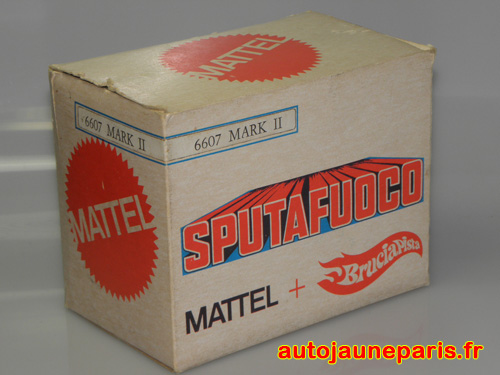 MATTEL
6607 MARK II
6607 MARK II
MATTEL
SPUTAFUOCO
MATTEL + BruciaPista
autojauneparis.fr